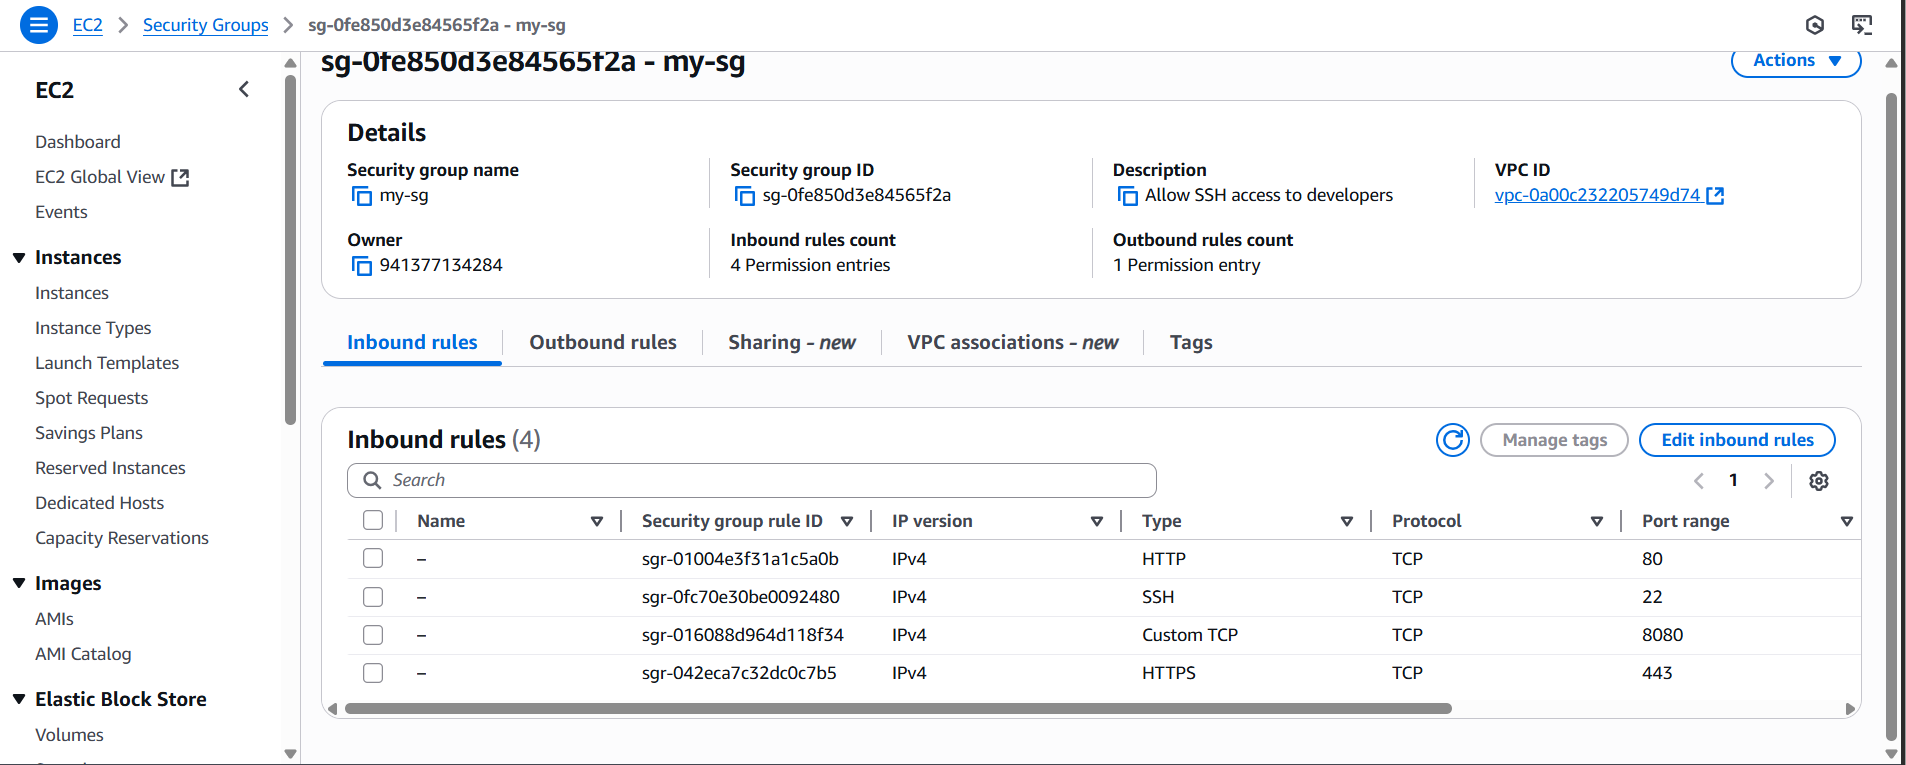 EC2 > Security Groups > sg-0fe850d3e84565f2a - my-sg
EC2
Dashboard
EC2 Global View
Events
Instances
Instances
Instance Types
Launch Templates
Spot Requests
Savings Plans
Reserved Instances
Dedicated Hosts
Capacity Reservations
Images
AMIs
AMI Catalog
Elastic Block Store
Volumes
sg-0fe850d3e84565f2a - my-sg
Actions
Details
Security group name
my-sg
Security group ID
sg-0fe850d3e84565f2a
Description
Allow SSH access to developers
VPC ID
vpc-0a00c232205749d74
Owner
941377134284
Inbound rules count
4 Permission entries
Outbound rules count
1 Permission entry
Inbound rules Outbound rules Sharing - new VPC associations - new Tags
Inbound rules (4)
Manage tags Edit inbound rules
Search
1
Name Security group rule ID IP version Type Protocol Port range
– sgr-01004e3f31a1c5a0b IPv4 HTTP TCP 80
– sgr-0fc70e30be0092480 IPv4 SSH TCP 22
– sgr-016088d964d118f34 IPv4 Custom TCP TCP 8080
– sgr-042eca7c32dc0c7b5 IPv4 HTTPS TCP 443